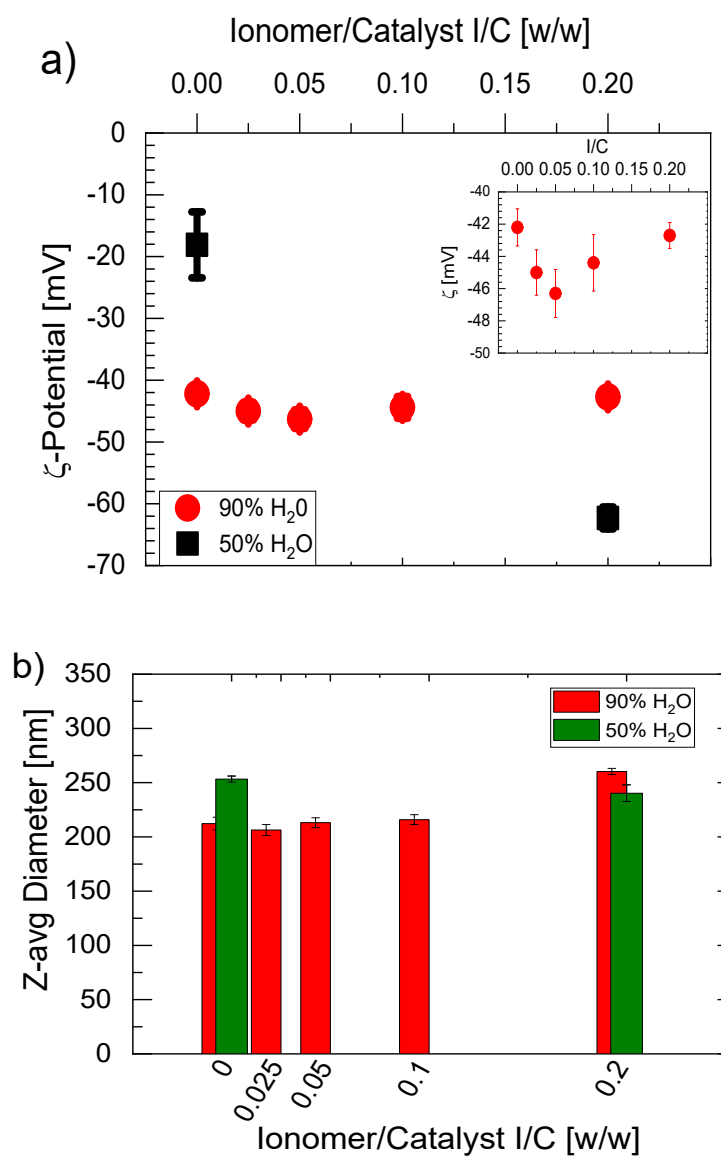 Ionomer/Catalyst I/C [w/w]
a)
0.00 0.05 0.10 0.15 0.20
0
-10
-20
-30
-40
-50
-60
-70
ζ-Potential [mV]
I/C
0.00 0.05 0.10 0.15 0.20
-40
-42
-44
-46
-48
-50
ζ [mV]
90% H₂0
50% H₂O
b)
350
300
250
200
150
100
50
0
Z-avg Diameter [nm]
90% H₂O
50% H₂O
0 0.025 0.05 0.1 0.2
Ionomer/Catalyst I/C [w/w]